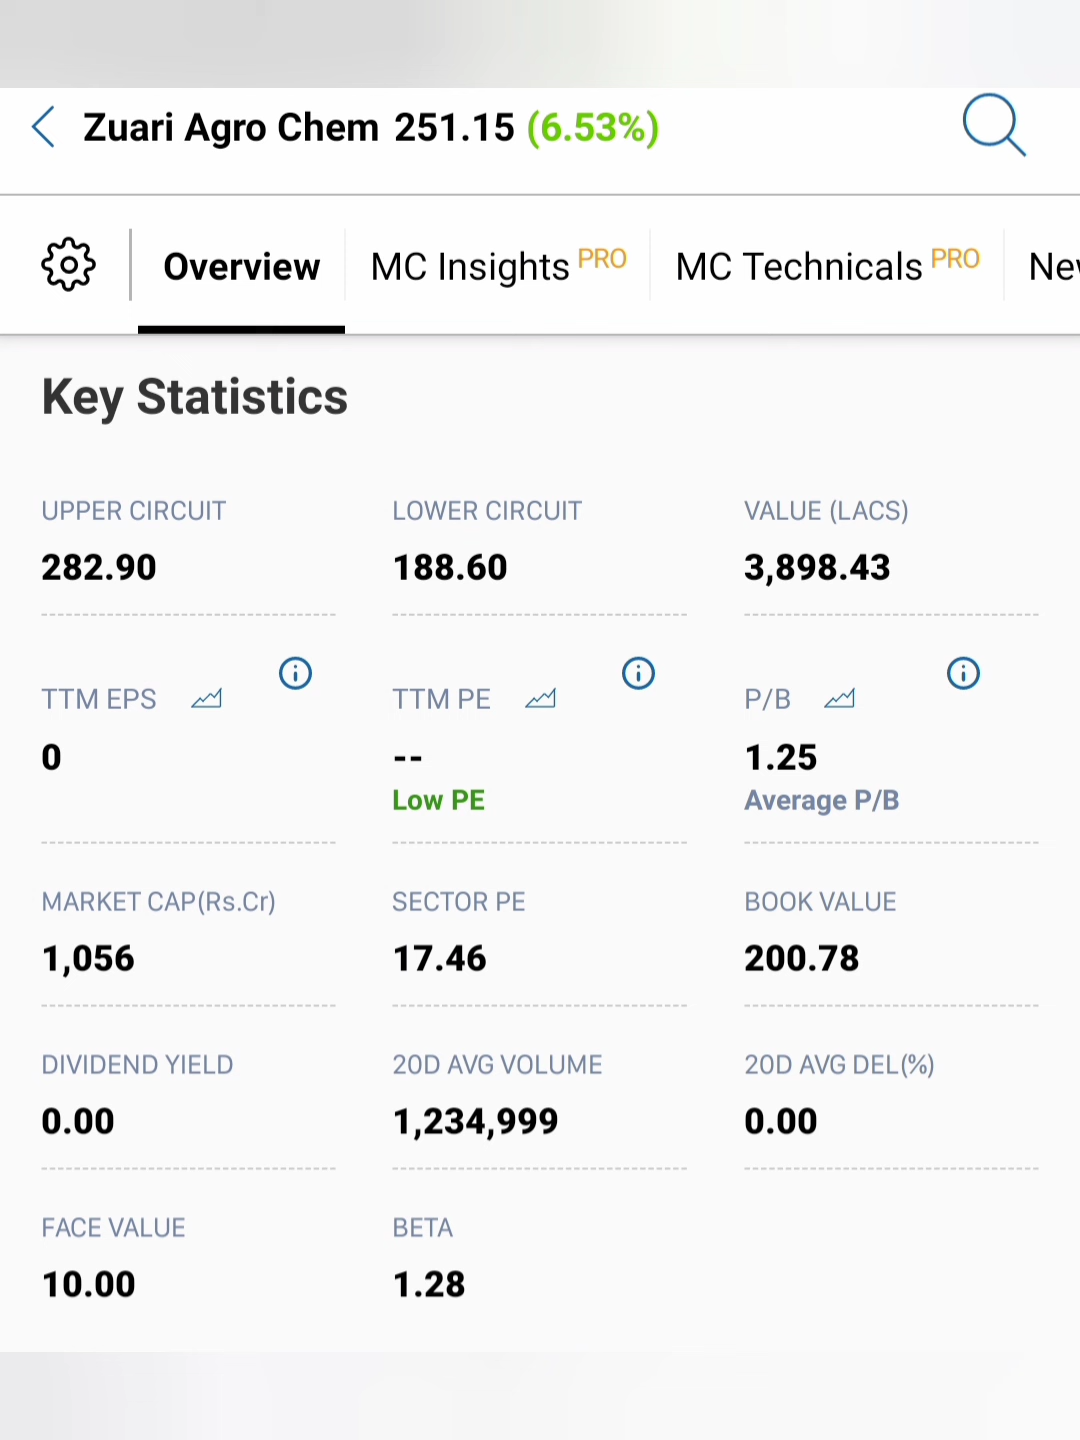 Zuari Agro Chem 251.15 (6.53%)
Overview MC Insights PRO MC Technicals PRO Nev
Key Statistics
UPPER CIRCUIT LOWER CIRCUIT VALUE (LACS)
282.90 188.60 3,898.43
TTM EPS TTM PE P/B
0 -- 1.25
Low PE Average P/B
MARKET CAP(Rs.Cr) SECTOR PE BOOK VALUE
1,056 17.46 200.78
DIVIDEND YIELD 20D AVG VOLUME 20D AVG DEL(%)
0.00 1,234,999 0.00
FACE VALUE BETA
10.00 1.28